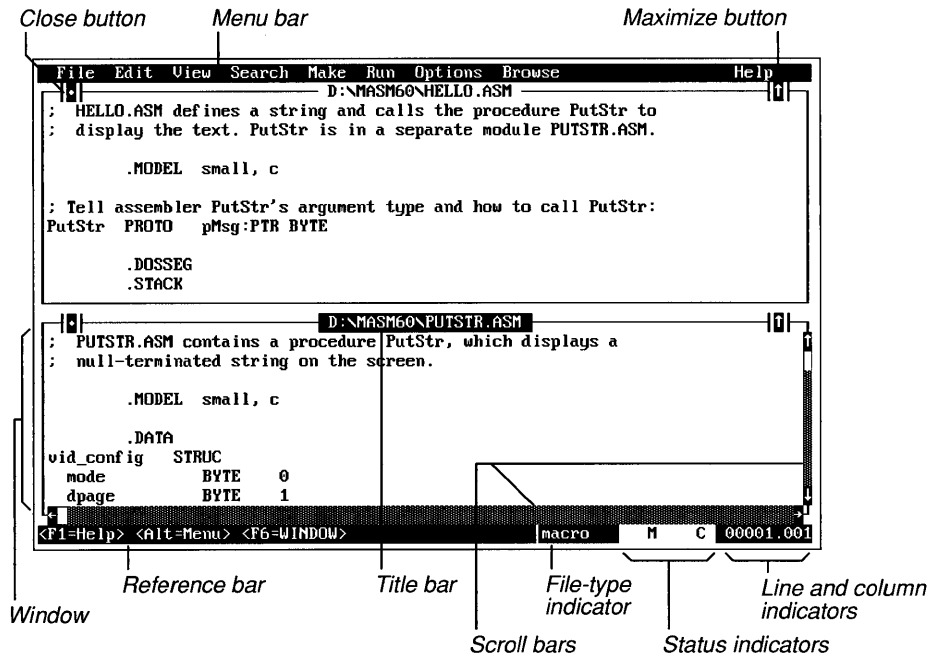 Close button Menu bar Maximize button
File Edit View Search Make Run Options Browse Help
D:\MASM60\HELLO.ASM
; HELLO.ASM defines a string and calls the procedure PutStr to
; display the text. PutStr is in a separate module PUTSTR.ASM.
.MODEL small, c
; Tell assembler PutStr's argument type and how to call PutStr:
PutStr PROTO pMsg:PTR BYTE
.DOSSEG
.STACK
D:\MASM60\PUTSTR.ASM
; PUTSTR.ASM contains a procedure PutStr, which displays a
; null-terminated string on the screen.
.MODEL small, c
.DATA
vid_config STRUC
mode BYTE 0
dpage BYTE 1
<F1=Help> <Alt=Menu> <F6=WINDOW> macro M C 00001.001
Window
Reference bar
Title bar
File-type
indicator
Scroll bars
Status indicators
Line and column
indicators